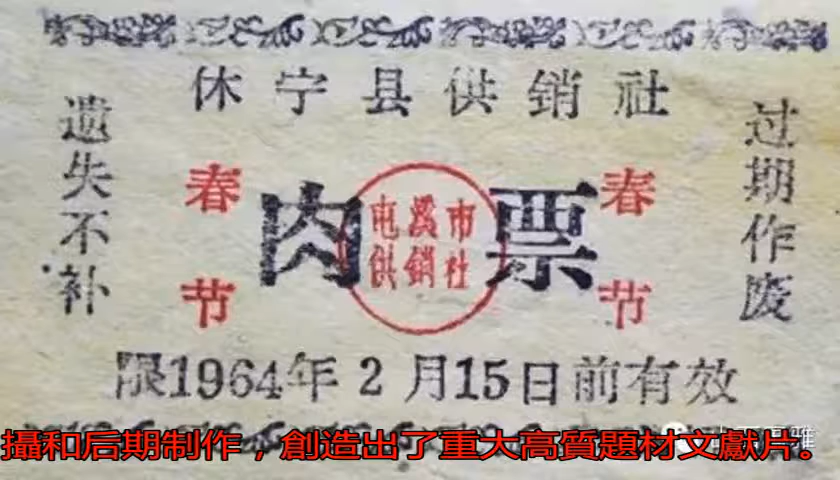 休宁县供销社
遗失不补
春节
肉票
屯溪市
供销社
春节
过期作废
限1964年2月15日前有效
攝和后期制作，創造出了重大高質題材文獻片。